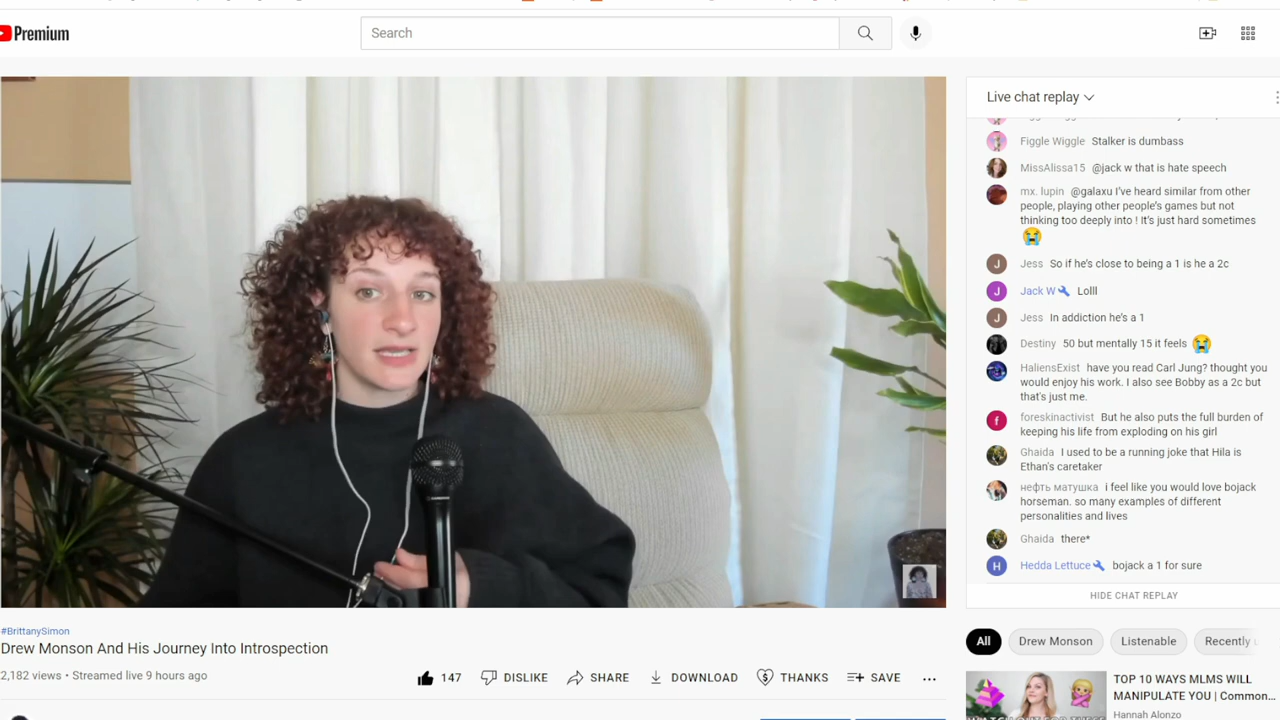 Premium
Search
Live chat replay
Figgle Wiggle Stalker is dumbass
MissAlissa15 @jack w that is hate speech
mx. lupin @galaxu I've heard similar from other
people, playing other people's games but not
thinking too deeply into ! It's just hard sometimes
😭
J Jess So if he's close to being a 1 is he a 2c
J Jack W Lolll
J Jess In addiction he's a 1
Destiny 50 but mentally 15 it feels 😭
HaliensExist have you read Carl Jung? thought you
would enjoy his work. I also see Bobby as a 2c but
that's just me.
f foreskinactivist But he also puts the full burden of
keeping his life from exploding on his girl
Ghaida I used to be a running joke that Hila is
Ethan's caretaker
нефть матушка i feel like you would love bojack
horseman. so many examples of different
personalities and lives
Ghaida there*
H Hedda Lettuce bojack a 1 for sure
HIDE CHAT REPLAY
#BrittanySimon
Drew Monson And His Journey Into Introspection
2,182 views • Streamed live 9 hours ago
147 DISLIKE SHARE DOWNLOAD THANKS SAVE ...
All Drew Monson Listenable Recently
TOP 10 WAYS MLMS WILL
MANIPULATE YOU | Common...
Hannah Alonzo